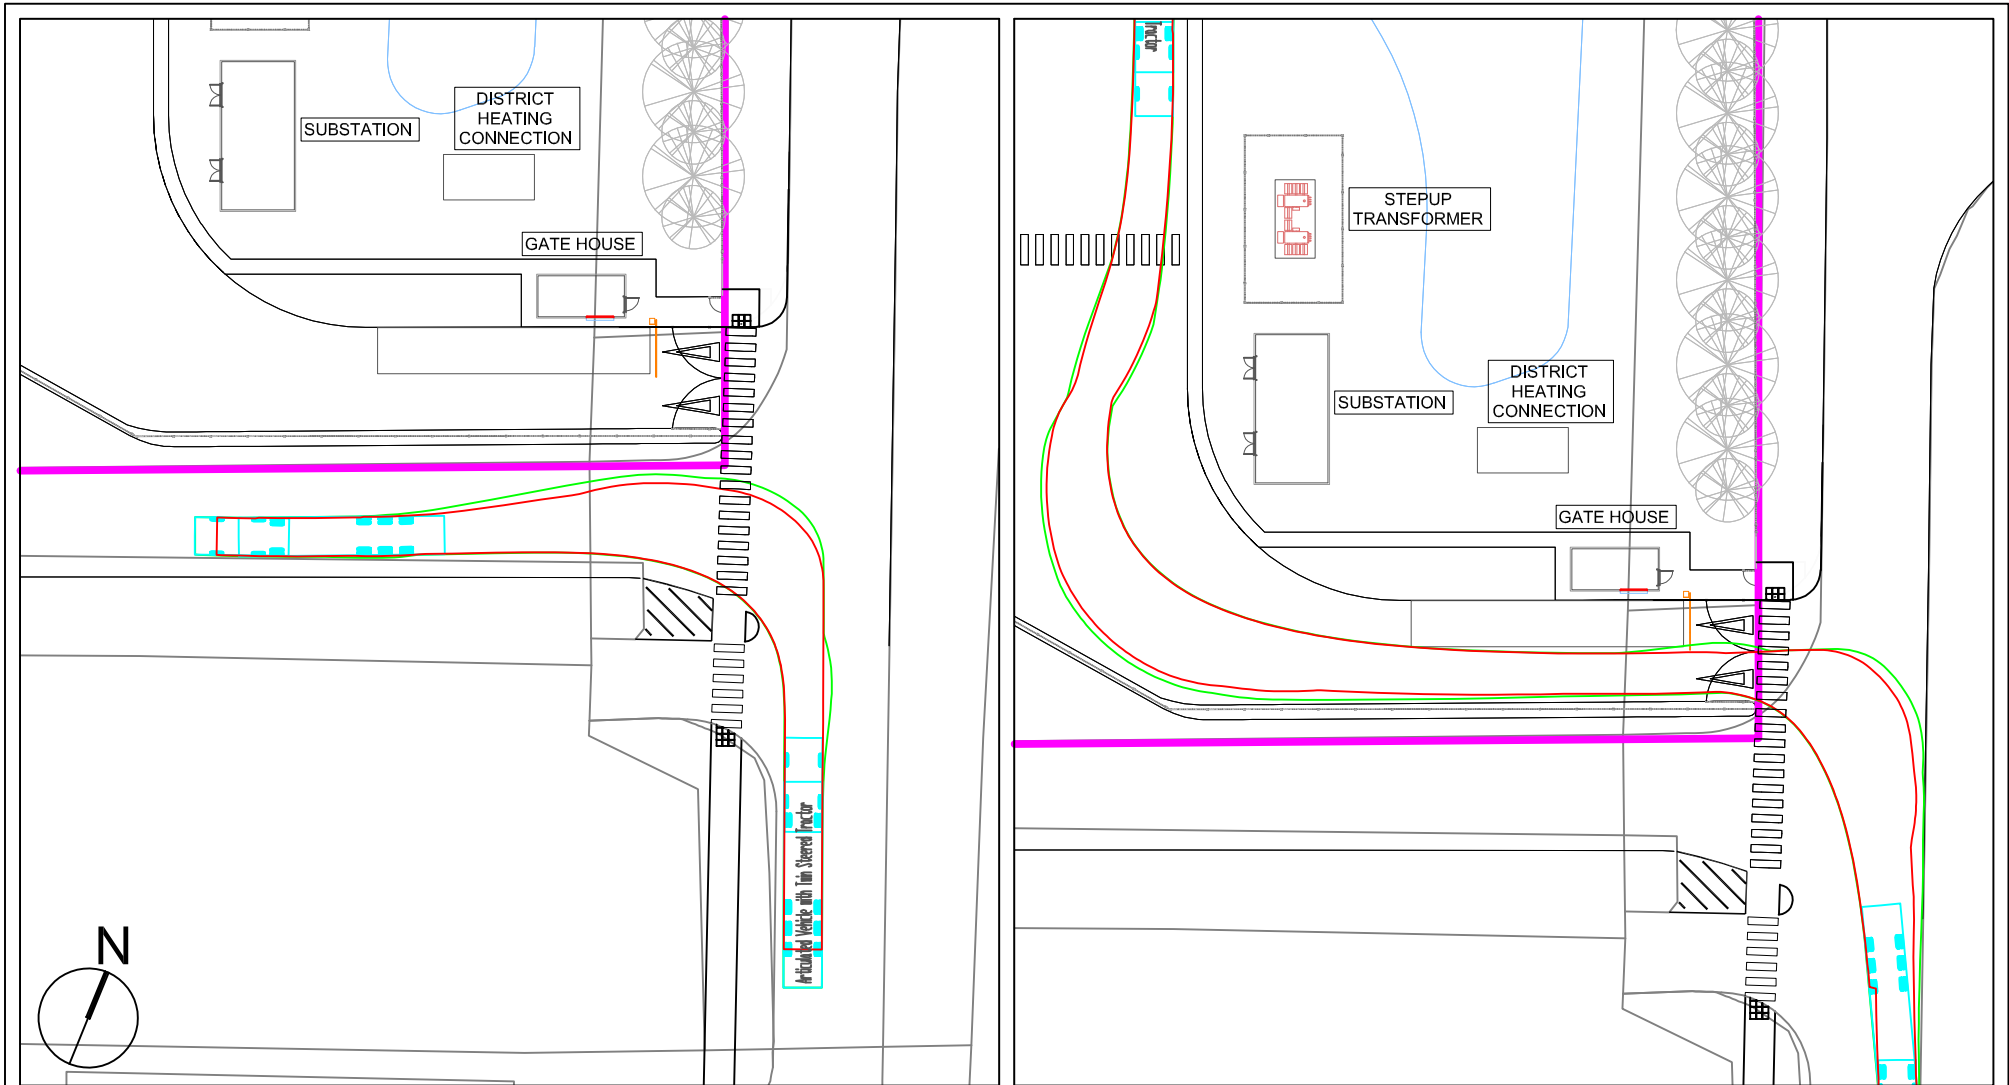 DISTRICT
HEATING
CONNECTION
SUBSTATION
GATE HOUSE
Articulated Vehicle with Twin Steered Tractor
N
Tractor
STEPUP
TRANSFORMER
DISTRICT
HEATING
CONNECTION
SUBSTATION
GATE HOUSE